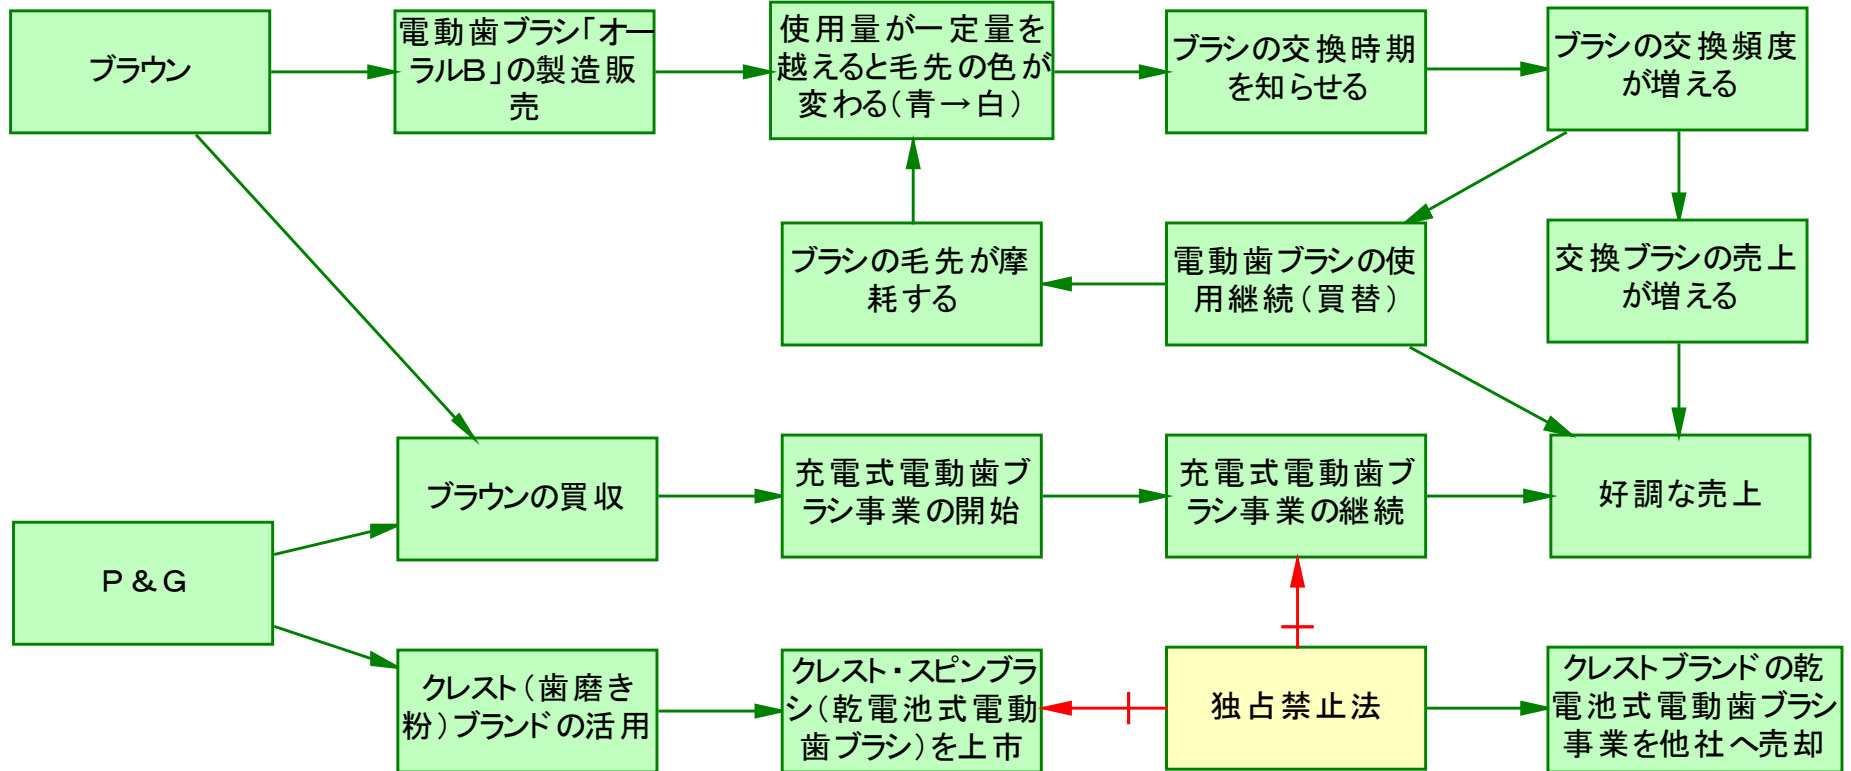 ブラウン
電動歯ブラシ「オー
ラルB」の製造販
売
使用量が一定量を
越えると毛先の色が
変わる(青→白)
ブラシの交換時期
を知らせる
ブラシの交換頻度
が増える
ブラシの毛先が摩
耗する
電動歯ブラシの使
用継続(買替)
交換ブラシの売上
が増える
ブラウンの買収
充電式電動歯ブ
ラシ事業の開始
充電式電動歯ブ
ラシ事業の継続
好調な売上
P&G
クレスト(歯磨き
粉)ブランドの活用
クレスト・スピンブラ
シ(乾電池式電動
歯ブラシ)を上市
独占禁止法
クレストブランドの乾
電池式電動歯ブラシ
事業を他社へ売却